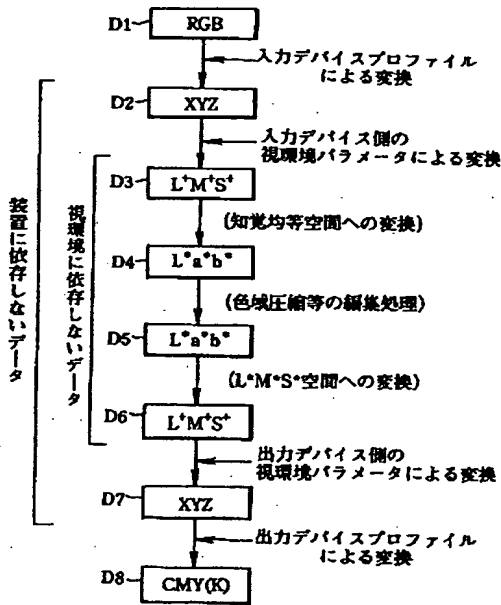 D1
RGB
入力デバイスプロファイル
による変換
D2
XYZ
入力デバイス側の
視環境パラメータによる変換
D3
L⁺M⁺S⁺
(知覚均等空間への変換)
D4
L*a*b*
(色域圧縮等の編集処理)
D5
L*a*b*
(L*M*S*空間への変換)
D6
L⁺M⁺S⁺
出力デバイス側の
視環境パラメータによる変換
D7
XYZ
出力デバイスプロファイル
による変換
D8
CMY(K)
装置に依存しないデータ
視環境に依存しないデータ